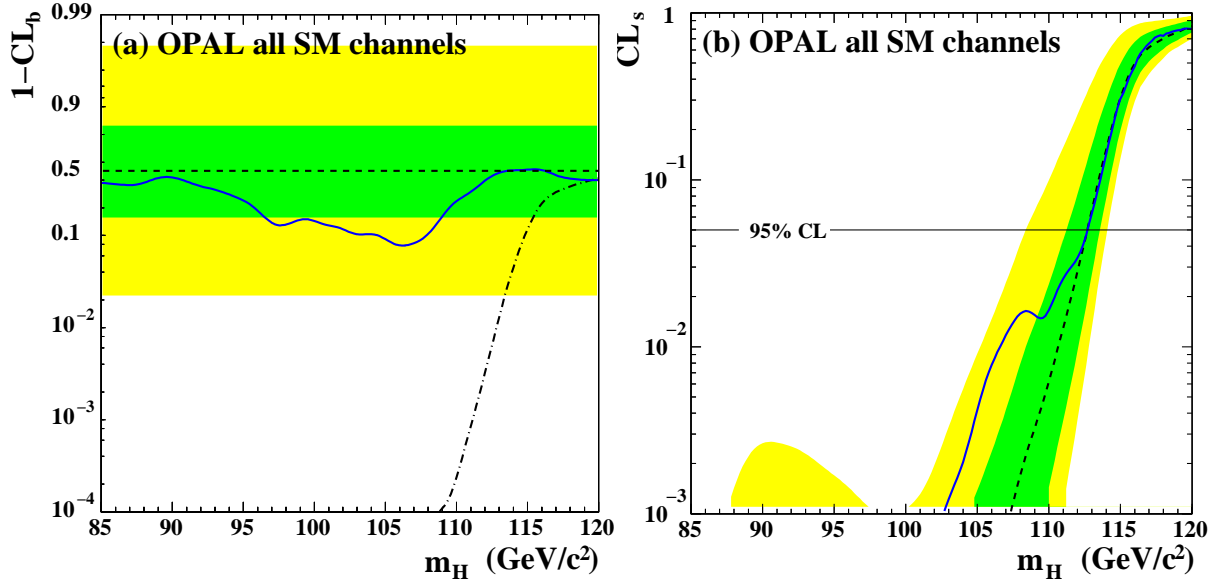 (a) OPAL all SM channels
1−CL_b
0.99
0.9
0.5
0.1
10^−2
10^−3
10^−4
85 90 95 100 105 110 115 120
m_H (GeV/c^2)
(b) OPAL all SM channels
CL_s
1
10^−1
95% CL
10^−2
10^−3
85 90 95 100 105 110 115 120
m_H (GeV/c^2)